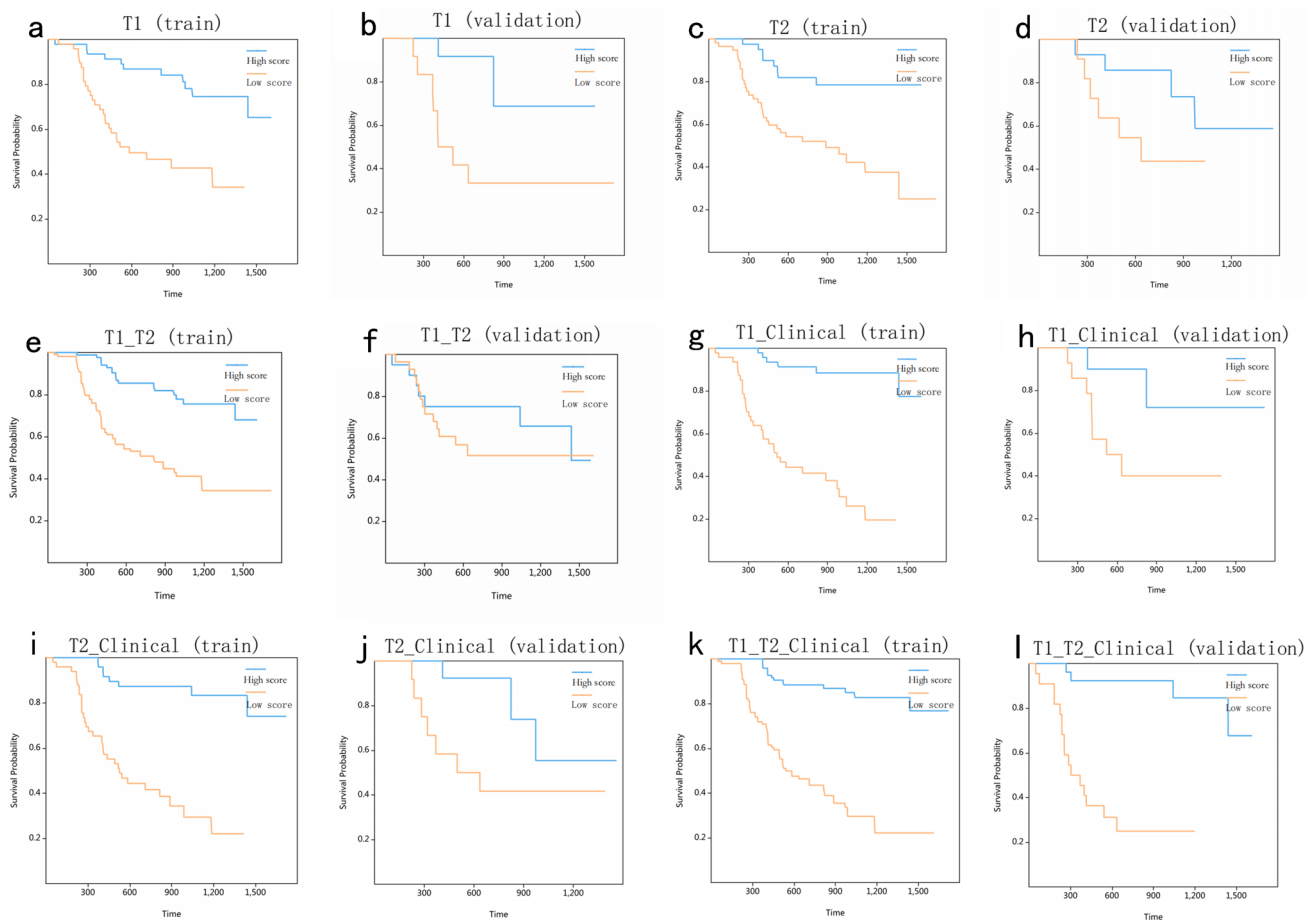 a
T1 (train)
High score
Low score
0.8
0.6
0.4
0.2
Survival Probability
300
600
900
1,200
1,500
Time
b
T1 (validation)
High score
Low score
0.8
0.6
0.4
0.2
Survival Probability
300
600
900
1,200
1,500
Time
c
T2 (train)
High score
Low score
0.8
0.6
0.4
0.2
Survival Probability
300
600
900
1,200
1,500
Time
d
T2 (validation)
High score
Low score
0.8
0.6
0.4
0.2
Survival Probability
300
600
900
1,200
Time
e
T1_T2 (train)
High score
Low score
0.8
0.6
0.4
0.2
Survival Probability
300
600
900
1,200
1,500
Time
f
T1_T2 (validation)
High score
Low score
0.8
0.6
0.4
0.2
Survival Probability
300
600
900
1,200
1,500
Time
g
T1_Clinical (train)
High score
Low score
0.8
0.6
0.4
0.2
Survival Probability
300
600
900
1,200
1,500
Time
h
T1_Clinical (validation)
High score
Low score
0.8
0.6
0.4
0.2
Survival Probability
300
600
900
1,200
1,500
Time
i
T2_Clinical (train)
High score
Low score
0.8
0.6
0.4
0.2
Survival Probability
300
600
900
1,200
1,500
Time
j
T2_Clinical (validation)
High score
Low score
0.8
0.6
0.4
0.2
Survival Probability
300
600
900
1,200
Time
k
T1_T2_Clinical (train)
High score
Low score
0.8
0.6
0.4
0.2
Survival Probability
300
600
900
1,200
1,500
Time
l
T1_T2_Clinical (validation)
High score
Low score
0.8
0.6
0.4
0.2
Survival Probability
300
600
900
1,200
1,500
Time